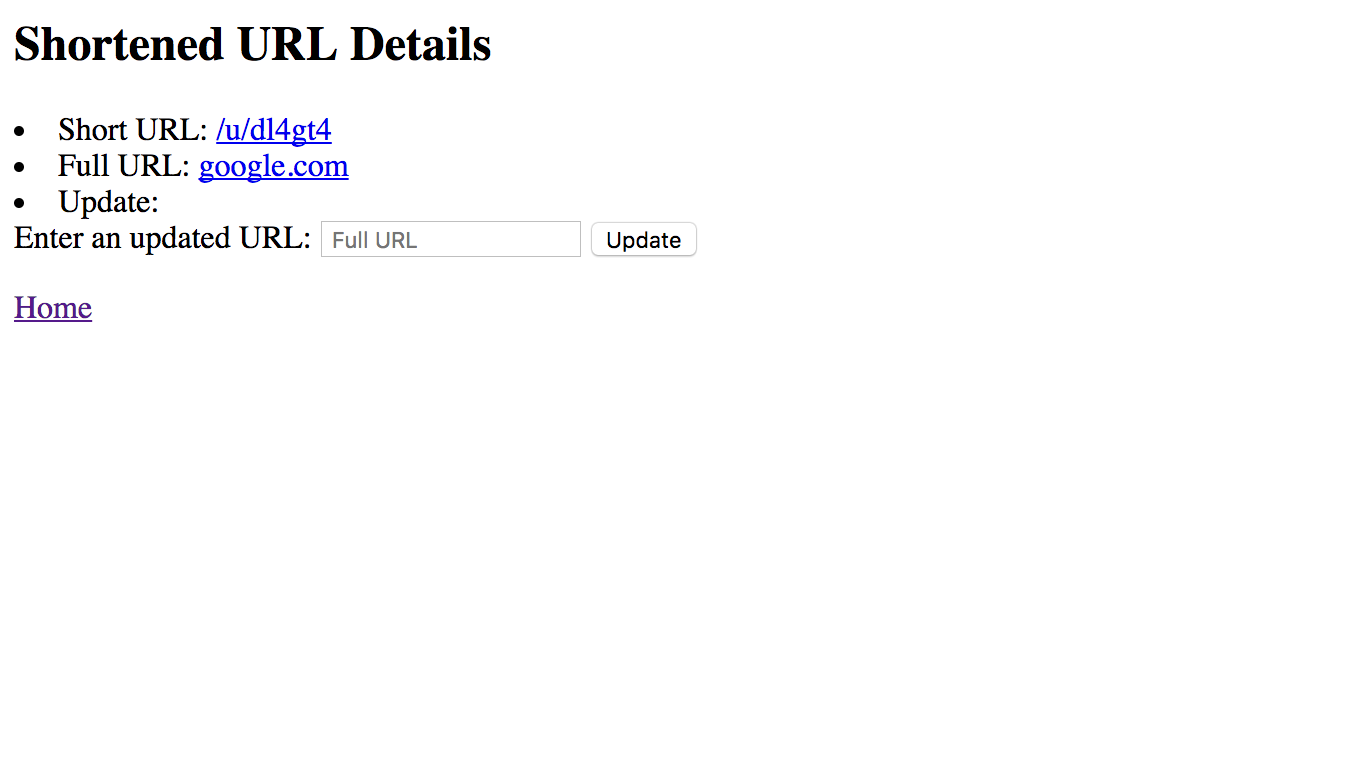 Shortened URL Details
• Short URL: /u/dl4gt4
• Full URL: google.com
• Update:
Enter an updated URL: Full URL Update
Home